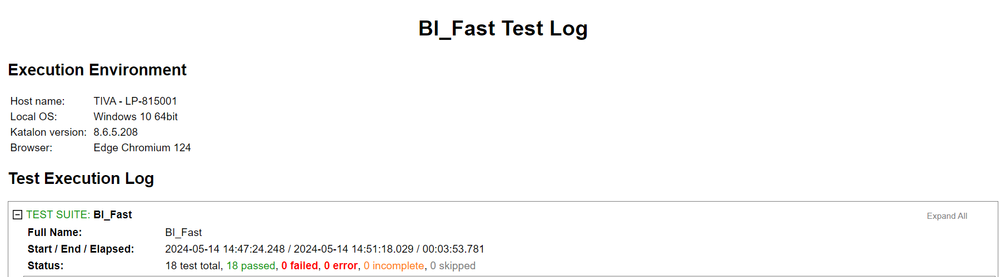 BI_Fast Test Log
Execution Environment
Host name: TIVA - LP-815001
Local OS: Windows 10 64bit
Katalon version: 8.6.5.208
Browser: Edge Chromium 124
Test Execution Log
TEST SUITE: BI_Fast Expand All
Full Name: BI_Fast
Start / End / Elapsed: 2024-05-14 14:47:24.248 / 2024-05-14 14:51:18.029 / 00:03:53.781
Status: 18 test total, 18 passed, 0 failed, 0 error, 0 incomplete, 0 skipped